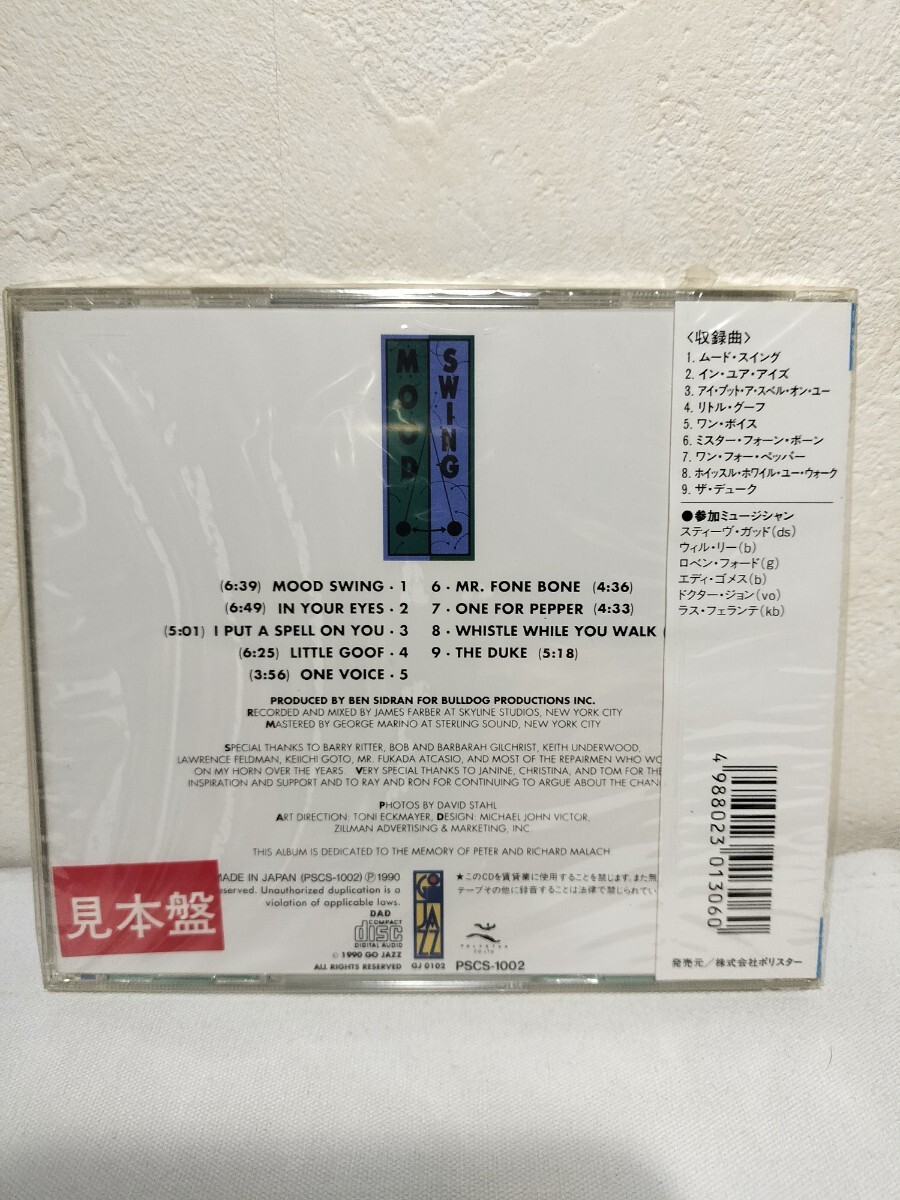 MOOD
SWING
(6:39) MOOD SWING · 1
(6:49) IN YOUR EYES · 2
(5:01) I PUT A SPELL ON YOU · 3
(6:25) LITTLE GOOF · 4
(3:56) ONE VOICE · 5
6 · MR. FONE BONE (4:36)
7 · ONE FOR PEPPER (4:33)
8 · WHISTLE WHILE YOU WALK (
9 · THE DUKE (5:18)
PRODUCED BY BEN SIDRAN FOR BULLDOG PRODUCTIONS INC.
RECORDED AND MIXED BY JAMES FARBER AT SKYLINE STUDIOS, NEW YORK CITY
MASTERED BY GEORGE MARINO AT STERLING SOUND, NEW YORK CITY
SPECIAL THANKS TO BARRY RITTER, BOB AND BARBARAH GILCHRIST, KEITH UNDERWOOD,
LAWRENCE FELDMAN, KEIICHI GOTO, MR. FUKADA ATCASIO, AND MOST OF THE REPAIRMEN WHO WO
ON MY HORN OVER THE YEARS. VERY SPECIAL THANKS TO JANINE, CHRISTINA, AND TOM FOR THE
INSPIRATION AND SUPPORT AND TO RAY AND RON FOR CONTINUING TO ARGUE ABOUT THE CHANG
PHOTOS BY DAVID STAHL
ART DIRECTION: TONI ECKMAYER, DESIGN: MICHAEL JOHN VICTOR,
ZILLMAN ADVERTISING & MARKETING, INC.
THIS ALBUM IS DEDICATED TO THE MEMORY OF PETER AND RICHARD MALACH
MADE IN JAPAN (PSCS-1002) Ⓟ 1990
eserved. Unauthorized duplication is a
violation of applicable laws.
DAD
COMPACT
disc
DIGITAL AUDIO
© 1990 GO JAZZ
ALL RIGHTS RESERVED
GO JAZZ
GJ 0102
★このCDを賃貸業に使用することを禁じます。また無
テープその他に録音することは法律で禁じられてい
POLYSTAR
CO.,LTD.
PSCS-1002
見本盤
〈収録曲〉
1. ムード・スイング
2. イン・ユア・アイズ
3. アイ・プット・ア・スペル・オン・ユー
4. リトル・グーフ
5. ワン・ボイス
6. ミスター・フォーン・ボーン
7. ワン・フォー・ペッパー
8. ホイッスル・ホワイル・ユー・ウォーク
9. ザ・デューク
●参加ミュージシャン
スティーヴ・ガッド(ds)
ウィル・リー(b)
ロベン・フォード(g)
エディ・ゴメス(b)
ドクター・ジョン(vo)
ラス・フェランテ(kb)
4 988023 013060
発売元／株式会社ポリスター